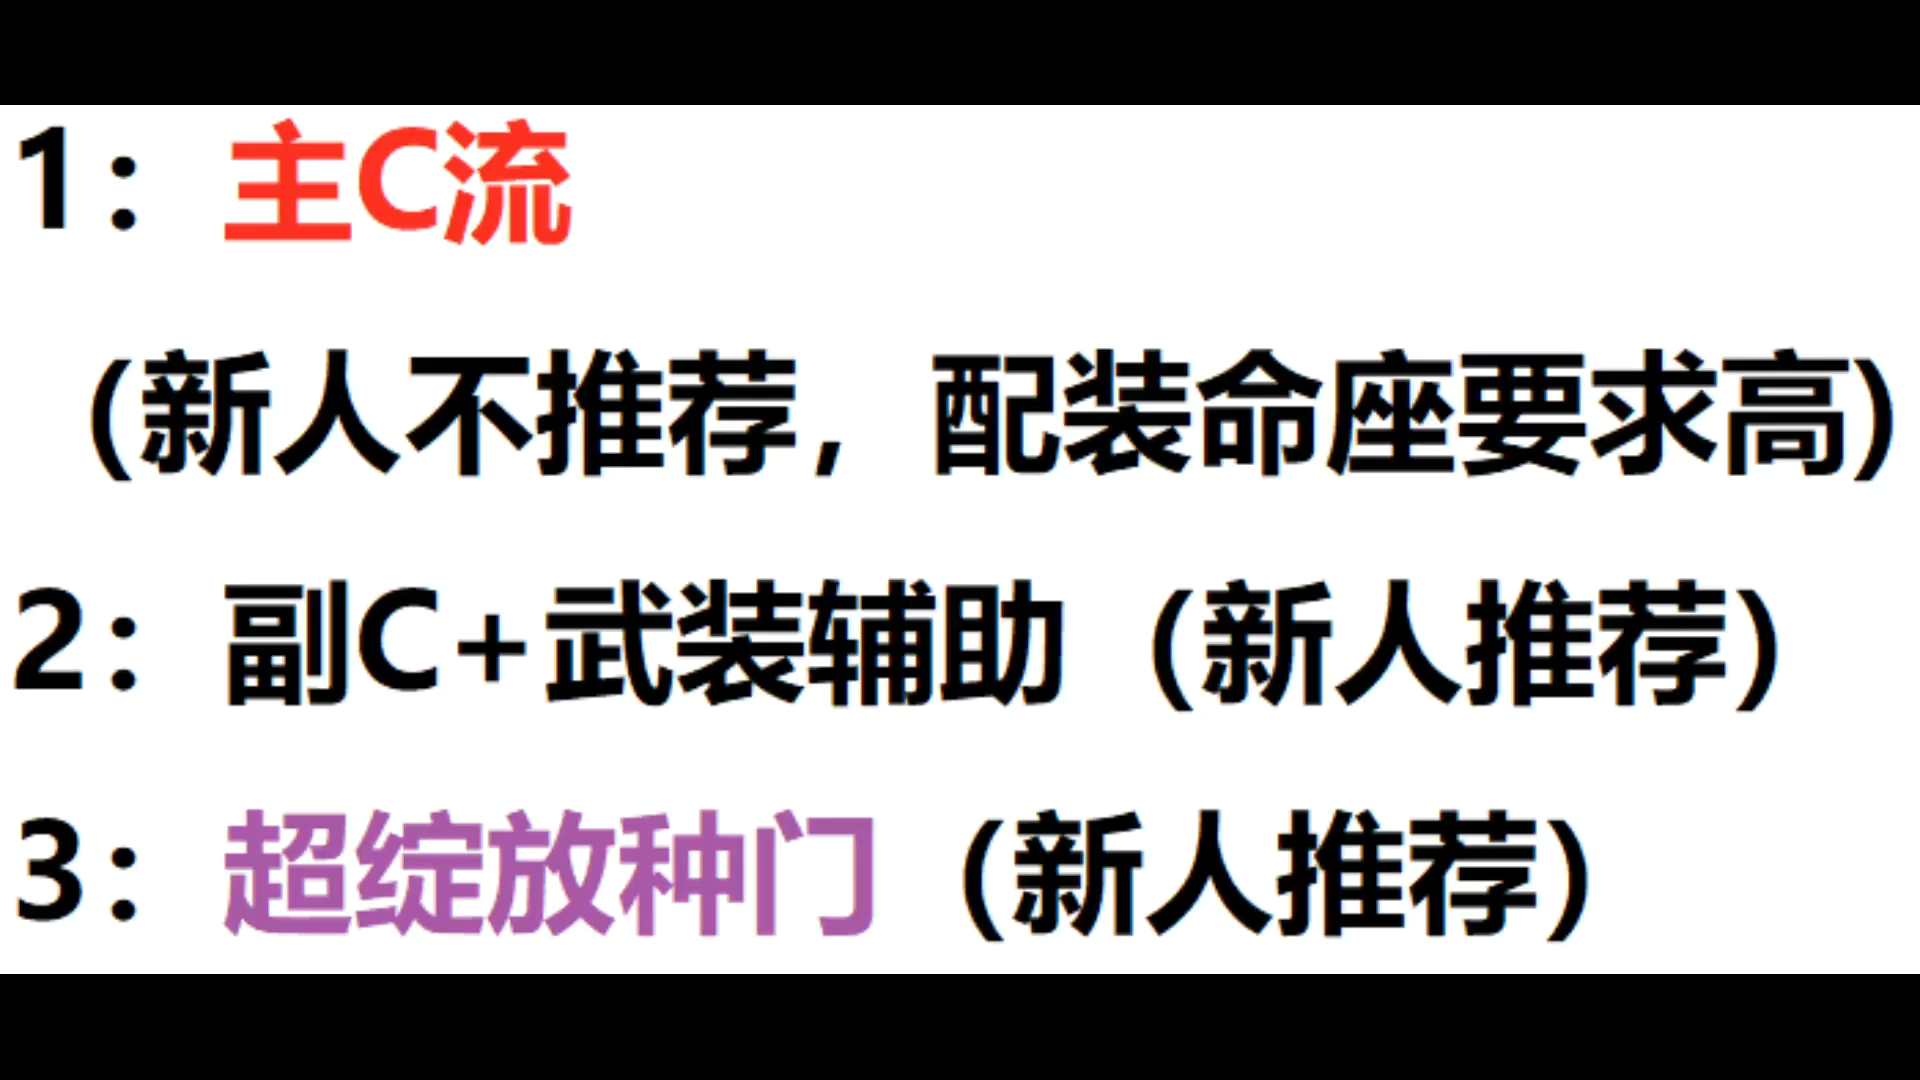 1：主C流
（新人不推荐，配装命座要求高）
2：副C+武装辅助（新人推荐）
3：超绽放种门（新人推荐）